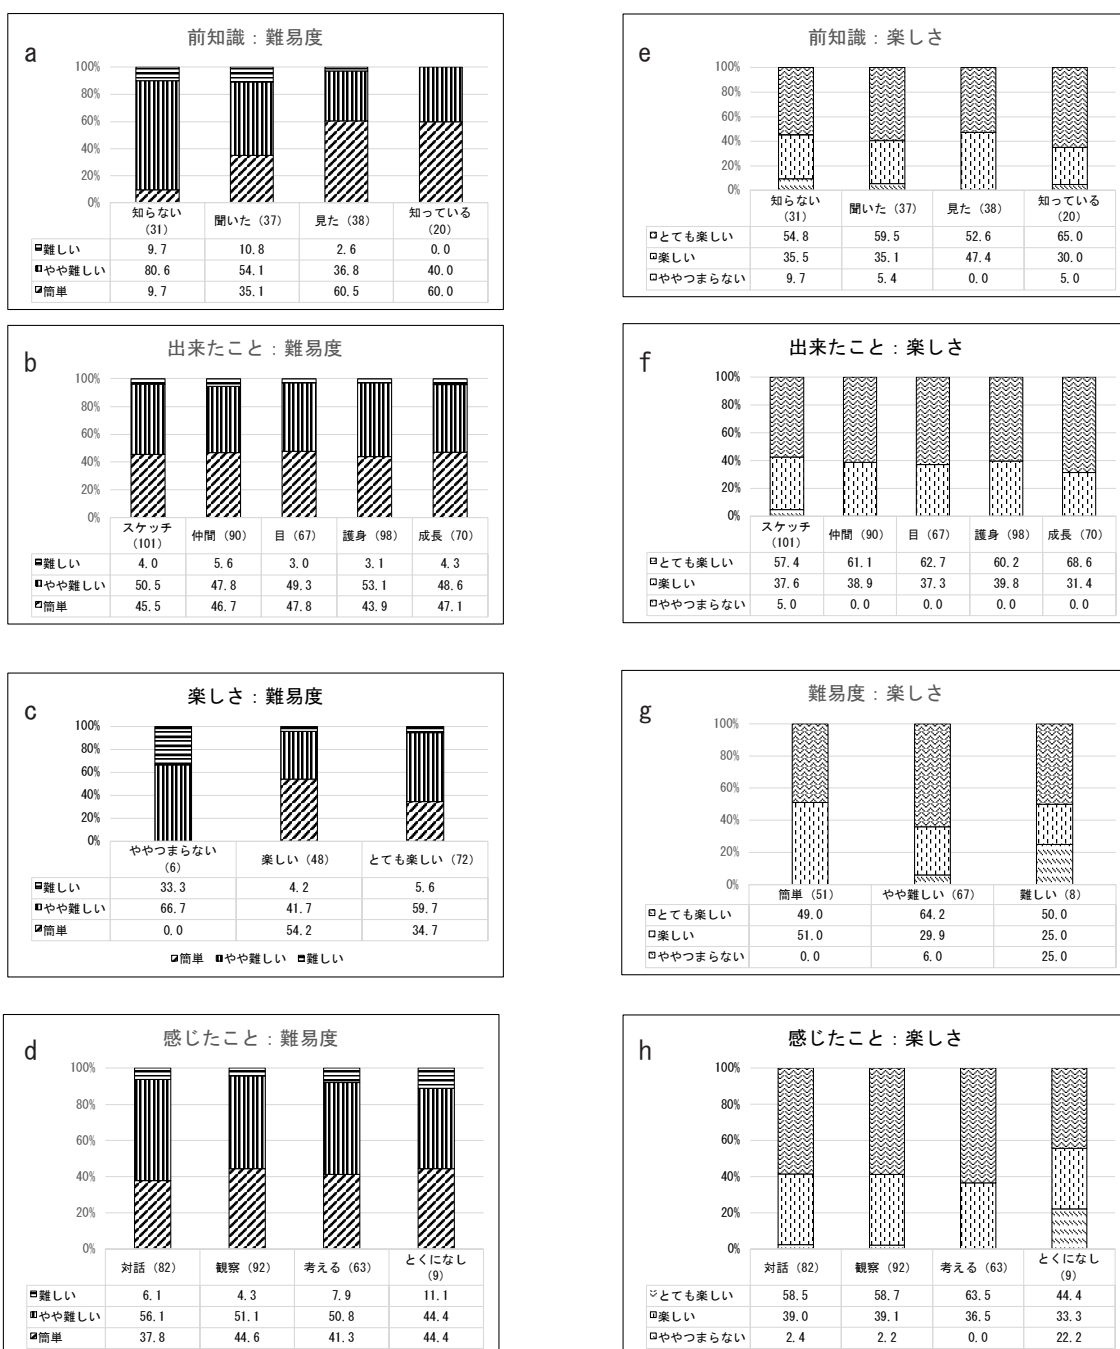 a
前知識：難易度
100%
80%
60%
40%
20%
0%
知らない（31） 聞いた（37） 見た（38） 知っている（20）
難しい 9.7 10.8 2.6 0.0
やや難しい 80.6 54.1 36.8 40.0
簡単 9.7 35.1 60.5 60.0
e
前知識：楽しさ
100%
80%
60%
40%
20%
0%
知らない（31） 聞いた（37） 見た（38） 知っている（20）
とても楽しい 54.8 59.5 52.6 65.0
楽しい 35.5 35.1 47.4 30.0
ややつまらない 9.7 5.4 0.0 5.0
b
出来たこと：難易度
100%
80%
60%
40%
20%
0%
スケッチ（101） 仲間（90） 目（67） 護身（98） 成長（70）
難しい 4.0 5.6 3.0 3.1 4.3
やや難しい 50.5 47.8 49.3 53.1 48.6
簡単 45.5 46.7 47.8 43.9 47.1
f
出来たこと：楽しさ
100%
80%
60%
40%
20%
0%
スケッチ（101） 仲間（90） 目（67） 護身（98） 成長（70）
とても楽しい 57.4 61.1 62.7 60.2 68.6
楽しい 37.6 38.9 37.3 39.8 31.4
ややつまらない 5.0 0.0 0.0 0.0 0.0
c
楽しさ：難易度
100%
80%
60%
40%
20%
0%
ややつまらない（6） 楽しい（48） とても楽しい（72）
難しい 33.3 4.2 5.6
やや難しい 66.7 41.7 59.7
簡単 0.0 54.2 34.7
簡単 やや難しい 難しい
g
難易度：楽しさ
100%
80%
60%
40%
20%
0%
簡単（51） やや難しい（67） 難しい（8）
とても楽しい 49.0 64.2 50.0
楽しい 51.0 29.9 25.0
ややつまらない 0.0 6.0 25.0
d
感じたこと：難易度
100%
80%
60%
40%
20%
0%
対話（82） 観察（92） 考える（63） とくになし（9）
難しい 6.1 4.3 7.9 11.1
やや難しい 56.1 51.1 50.8 44.4
簡単 37.8 44.6 41.3 44.4
h
感じたこと：楽しさ
100%
80%
60%
40%
20%
0%
対話（82） 観察（92） 考える（63） とくになし（9）
とても楽しい 58.5 58.7 63.5 44.4
楽しい 39.0 39.1 36.5 33.3
ややつまらない 2.4 2.2 0.0 22.2